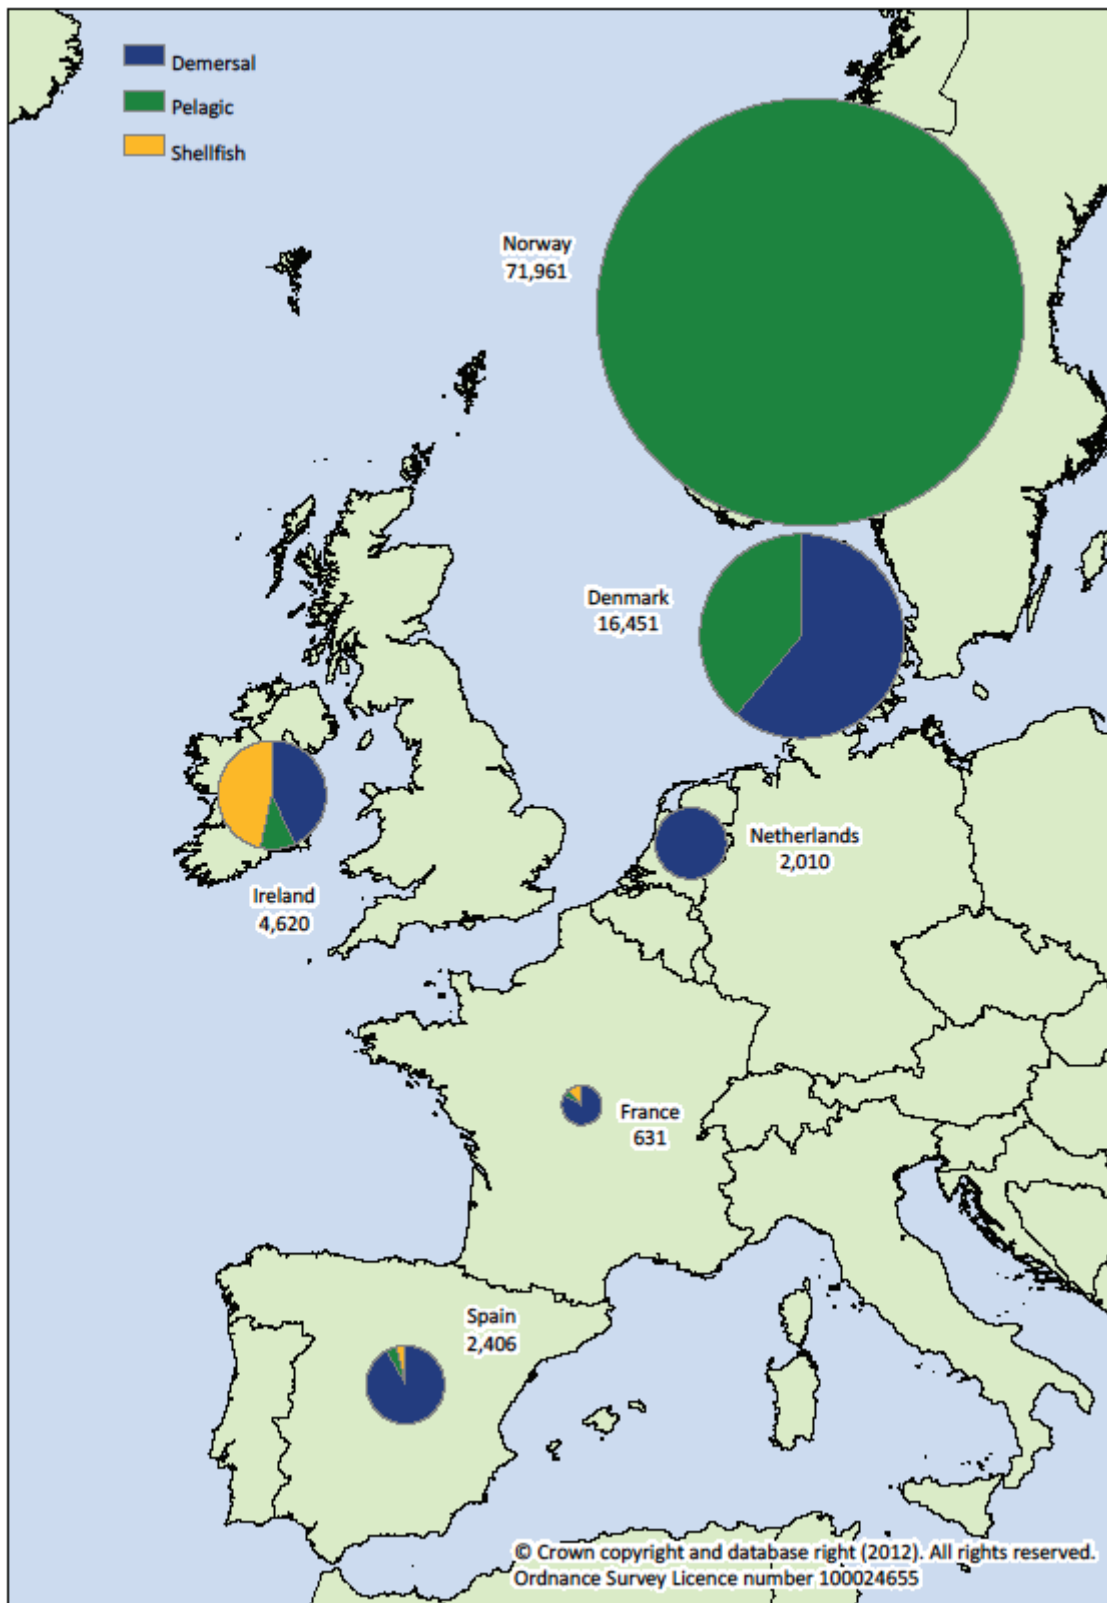 Demersal
Pelagic
Shellfish
Norway
71,961
Denmark
16,451
Netherlands
2,010
Ireland
4,620
France
631
Spain
2,406
© Crown copyright and database right (2012). All rights reserved.
Ordnance Survey Licence number 100024655